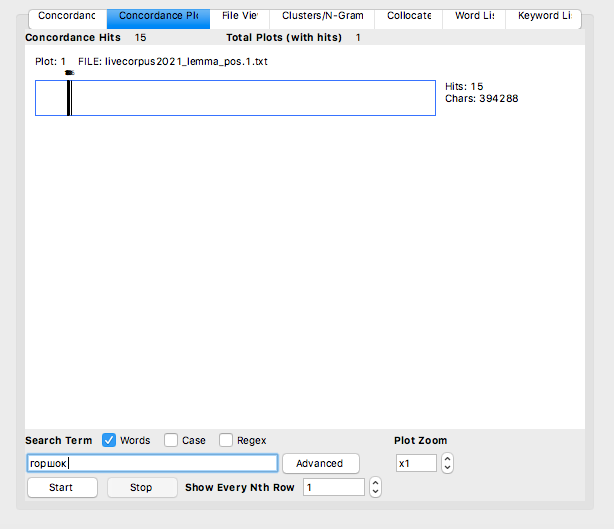 Concordanc Concordance Plo File Vie Clusters/N-Gram Collocate Word Lis Keyword Lis
Concordance Hits 15 Total Plots (with hits) 1
Plot: 1 FILE: livecorpus2021_lemma_pos.1.txt
Hits: 15
Chars: 394288
Search Term Words Case Regex Plot Zoom
горшок Advanced x1
Start Stop Show Every Nth Row 1